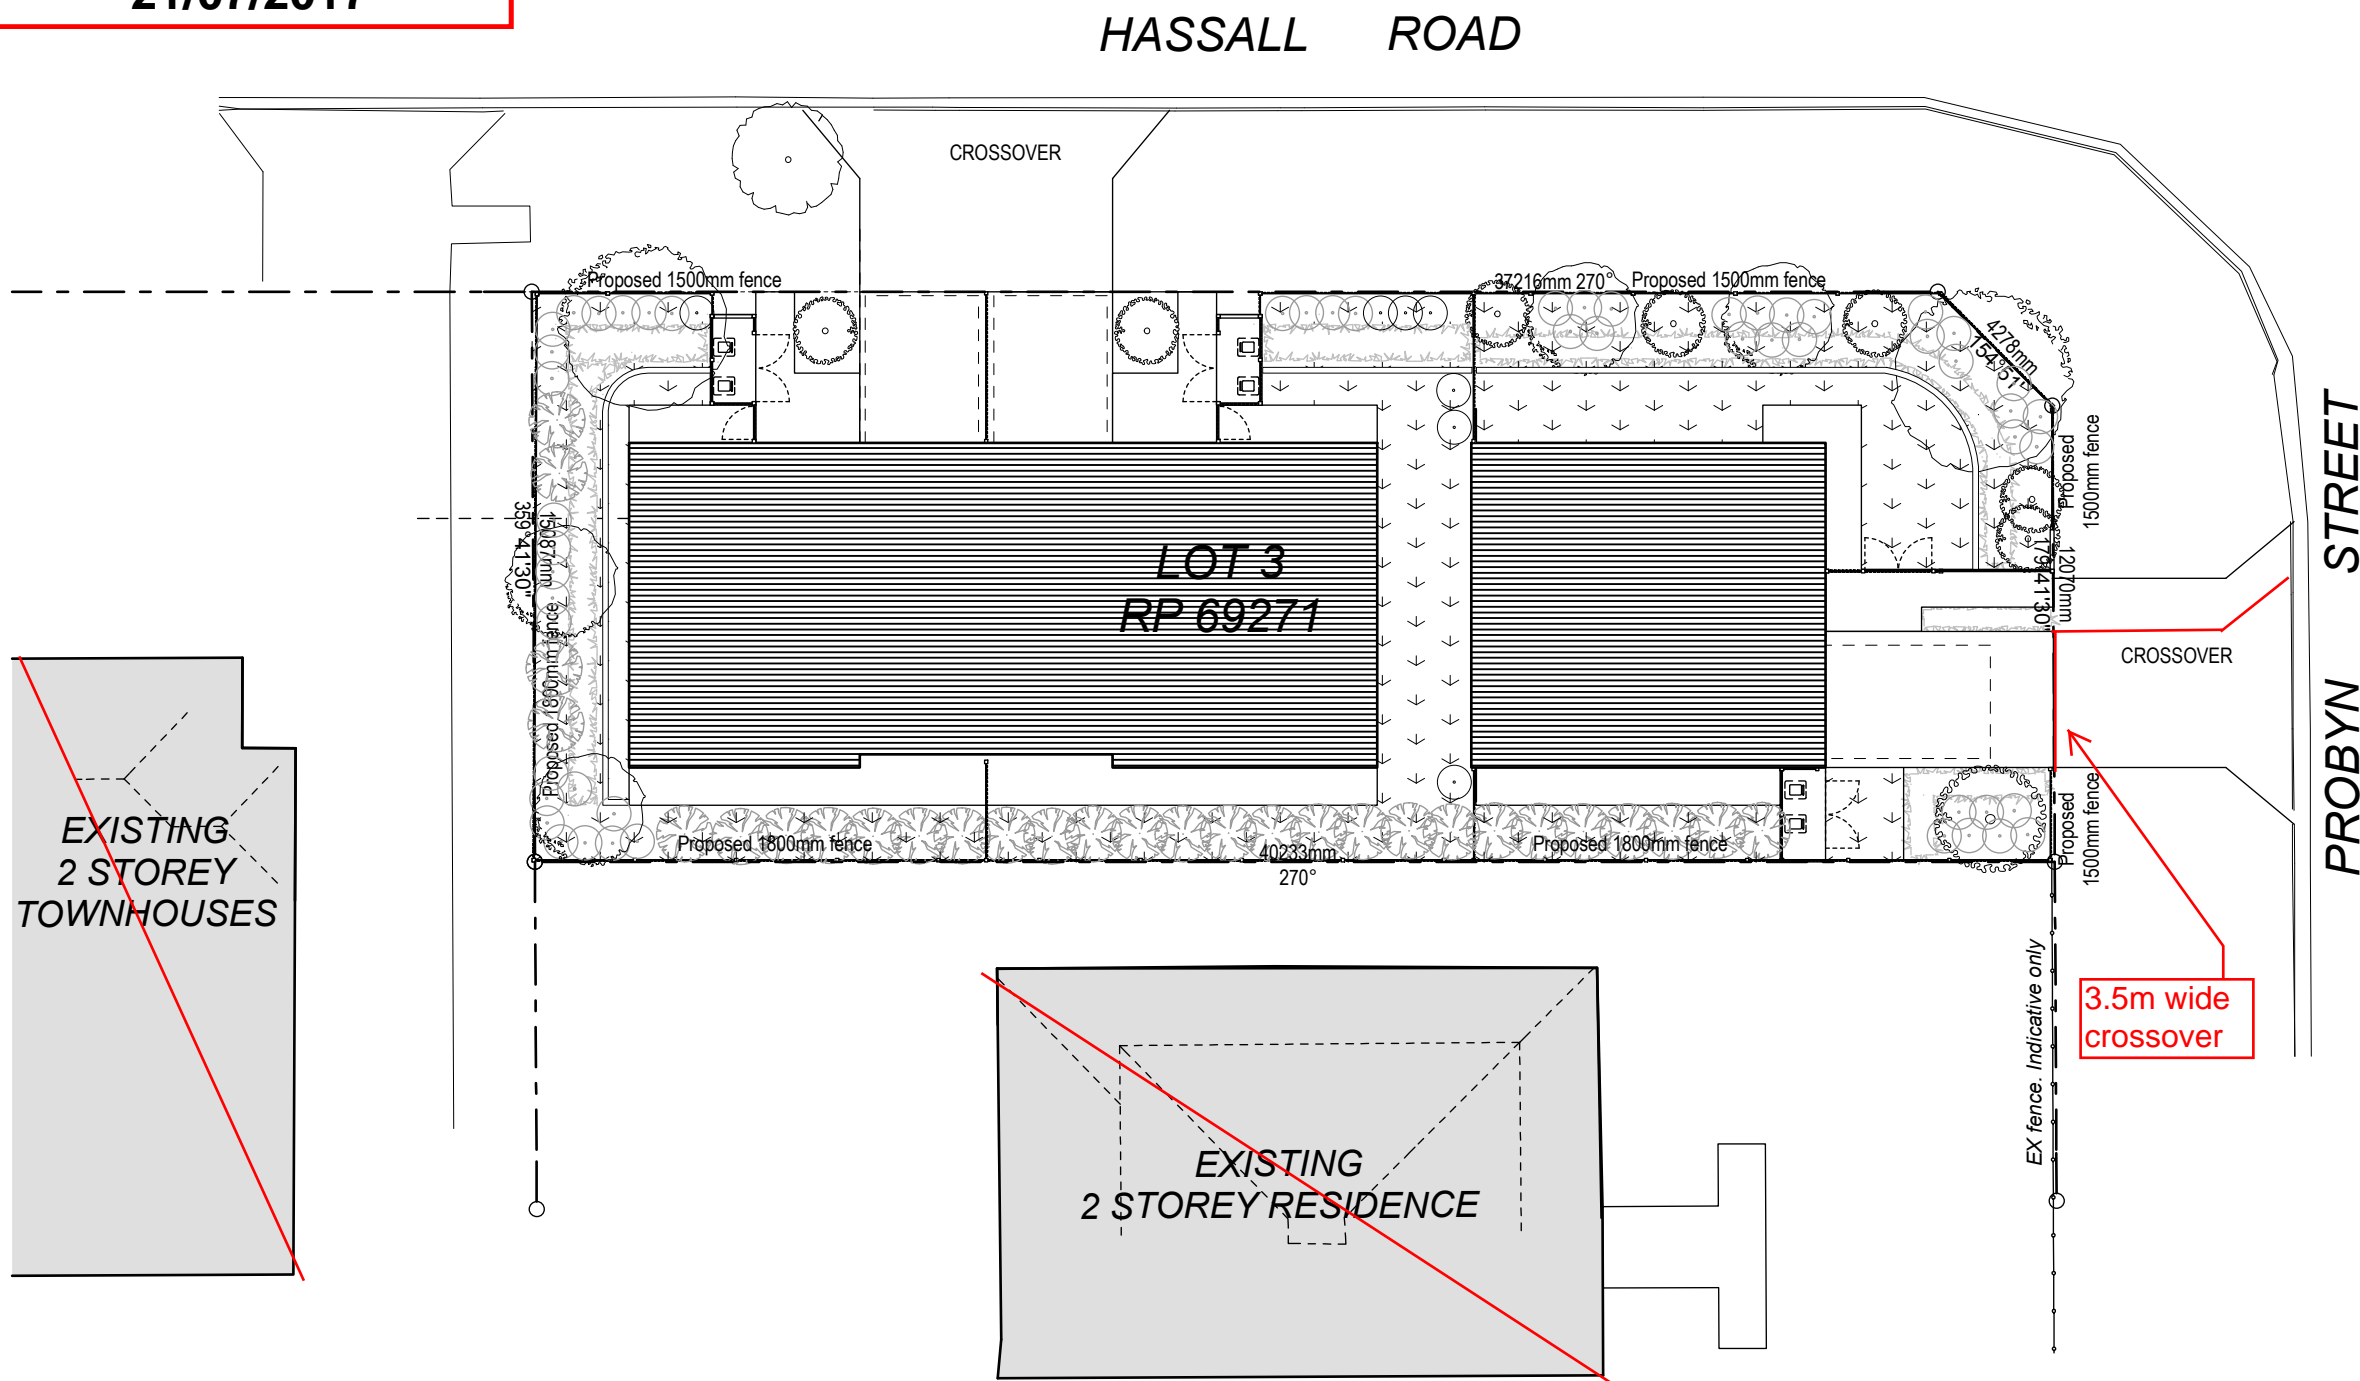 HASSALL ROAD
CROSSOVER
Proposed 1500mm fence
37216mm 270°
Proposed 1500mm fence
4278mm
154°51'
Proposed
1500mm fence
15087mm
359°41'30"
Proposed 1800mm fence
LOT 3
RP 69271
12070mm
179°41'30"
CROSSOVER
PROBYN STREET
Proposed
1500mm fence
Proposed 1800mm fence
40233mm
270°
Proposed 1800mm fence
EXISTING
2 STOREY
TOWNHOUSES
EX fence. Indicative only
3.5m wide
crossover
EXISTING
2 STOREY RESIDENCE